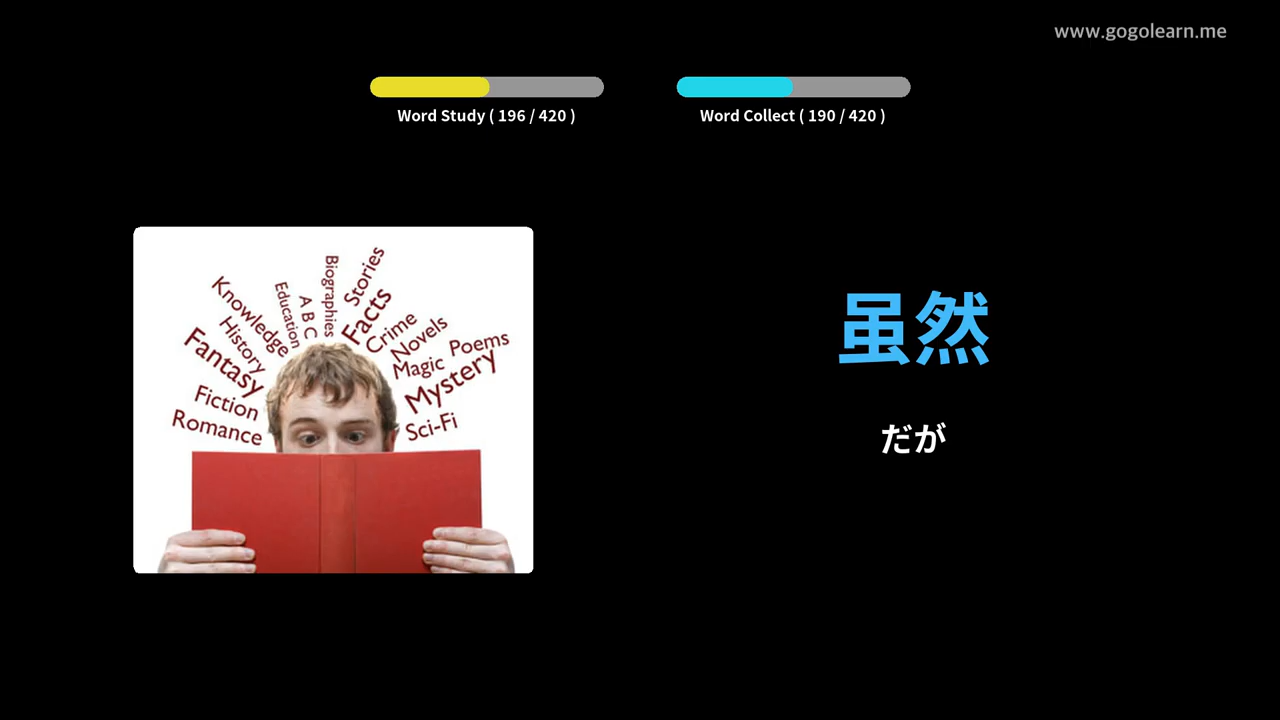 www.gogolearn.me
Word Study ( 196 / 420 )
Word Collect ( 190 / 420 )
Knowledge
Education
A B C
Biographies
Stories
Facts
Crime
Novels
Poems
Magic
Mystery
Sci-Fi
History
Fantasy
Fiction
Romance
虽然
だが